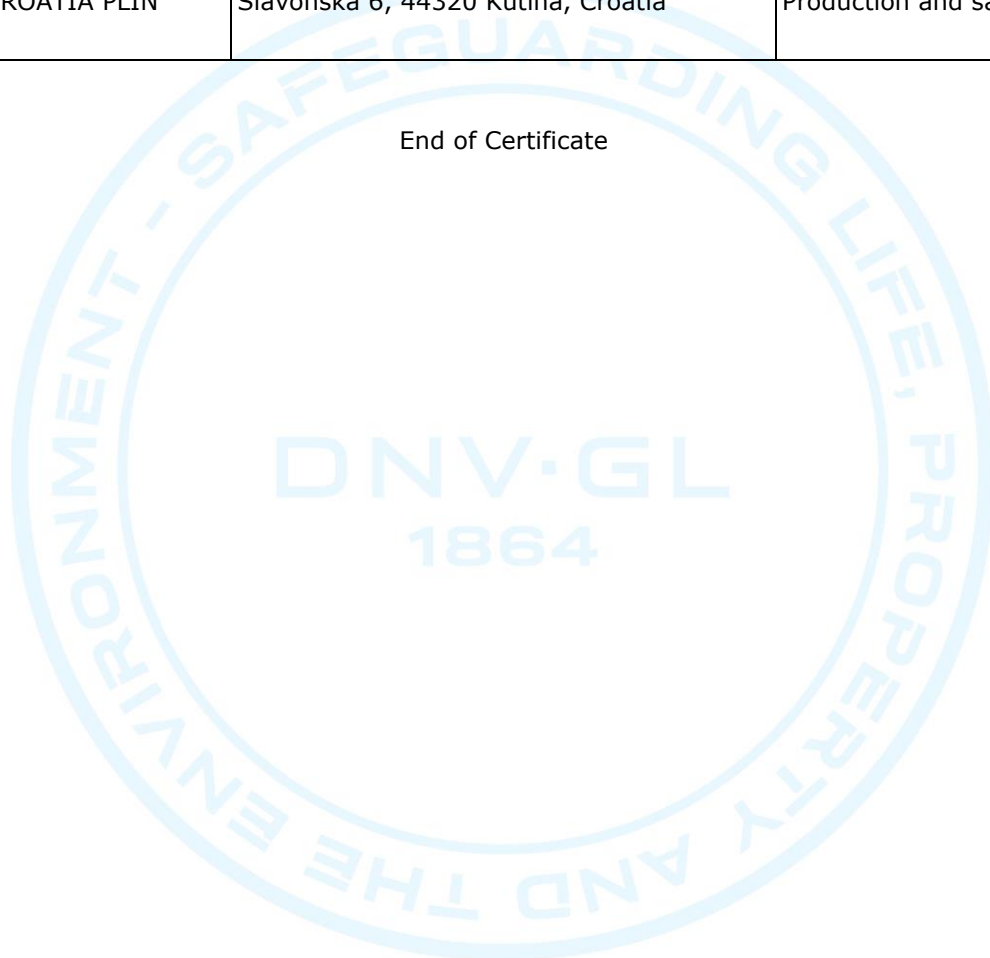 ROATIA PLIN Slavonska 6, 44320 Kutina, Croatia Production and sa
End of Certificate
SAFEGUARDING LIFE, PROPERTY AND THE ENVIRONMENT -
DNV·GL
1864